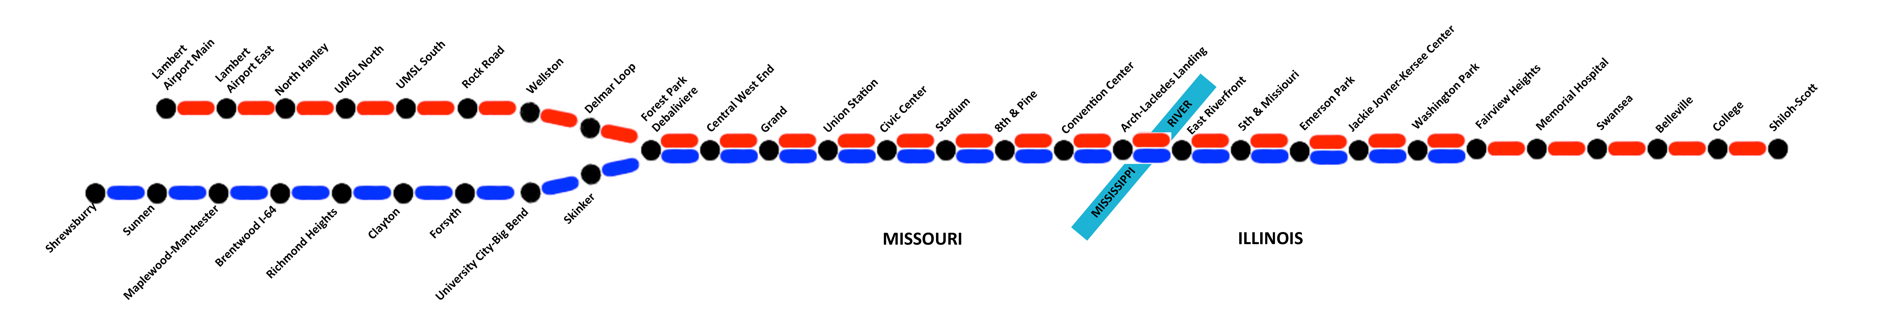 Lambert
Airport Main
Lambert
Airport East
North Hanley
UMSL North
UMSL South
Rock Road
Wellston
Delmar Loop
Forest Park
Debaliviere
Central West End
Grand
Union Station
Civic Center
Stadium
8th & Pine
Convention Center
Arch-Lacledes Landing
East Riverfront
5th & Missiouri
Emerson Park
Jackie Joyner-Kersee Center
Washington Park
Fairview Heights
Memorial Hospital
Swansea
Belleville
College
Shiloh-Scott
Shrewsburry
Sunnen
Maplewood-Manchester
Brentwood I-64
Richmond Heights
Clayton
Forsyth
University City-Big Bend
Skinker
MISSISSIPPI
RIVER
MISSOURI
ILLINOIS